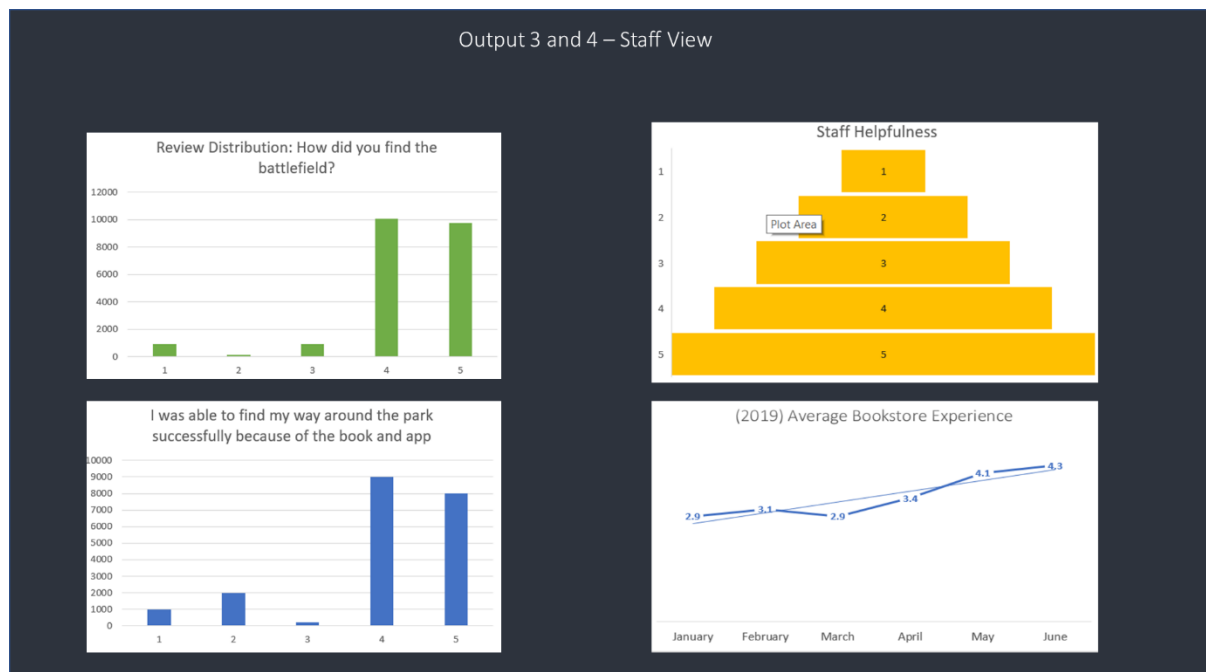 Output 3 and 4 – Staff View
Review Distribution: How did you find the
battlefield?
12000
10000
8000
6000
4000
2000
0
1 2 3 4 5
Staff Helpfulness
1 1
2 2
Plot Area
3 3
4 4
5 5
I was able to find my way around the park
successfully because of the book and app
10000
9000
8000
7000
6000
5000
4000
3000
2000
1000
0
1 2 3 4 5
(2019) Average Bookstore Experience
2.9 3.1 2.9 3.4 4.1 4.3
January February March April May June